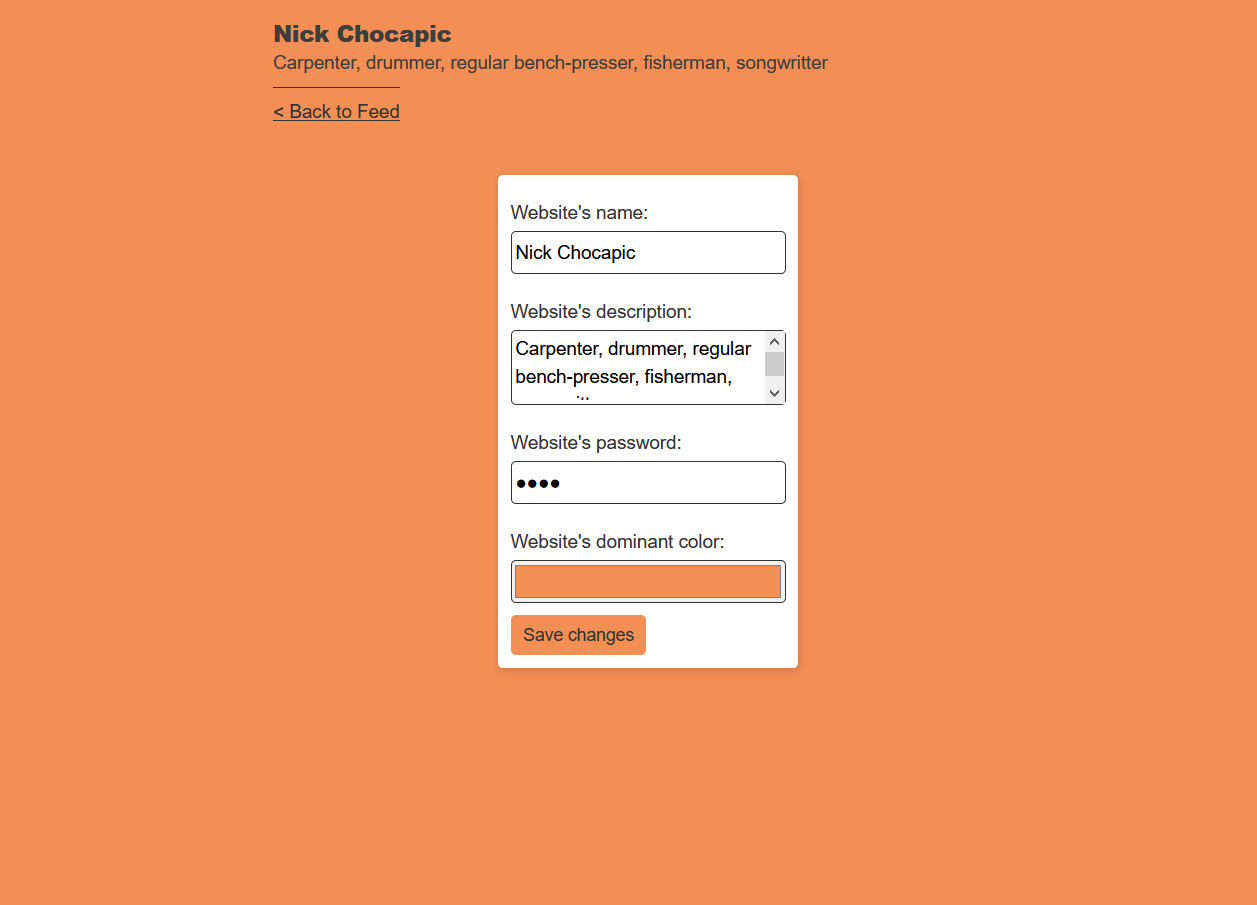 Nick Chocapic
Carpenter, drummer, regular bench-presser, fisherman, songwritter
< Back to Feed
Website's name:
Nick Chocapic
Website's description:
Carpenter, drummer, regular
bench-presser, fisherman,
Website's password:
●●●●
Website's dominant color:
Save changes